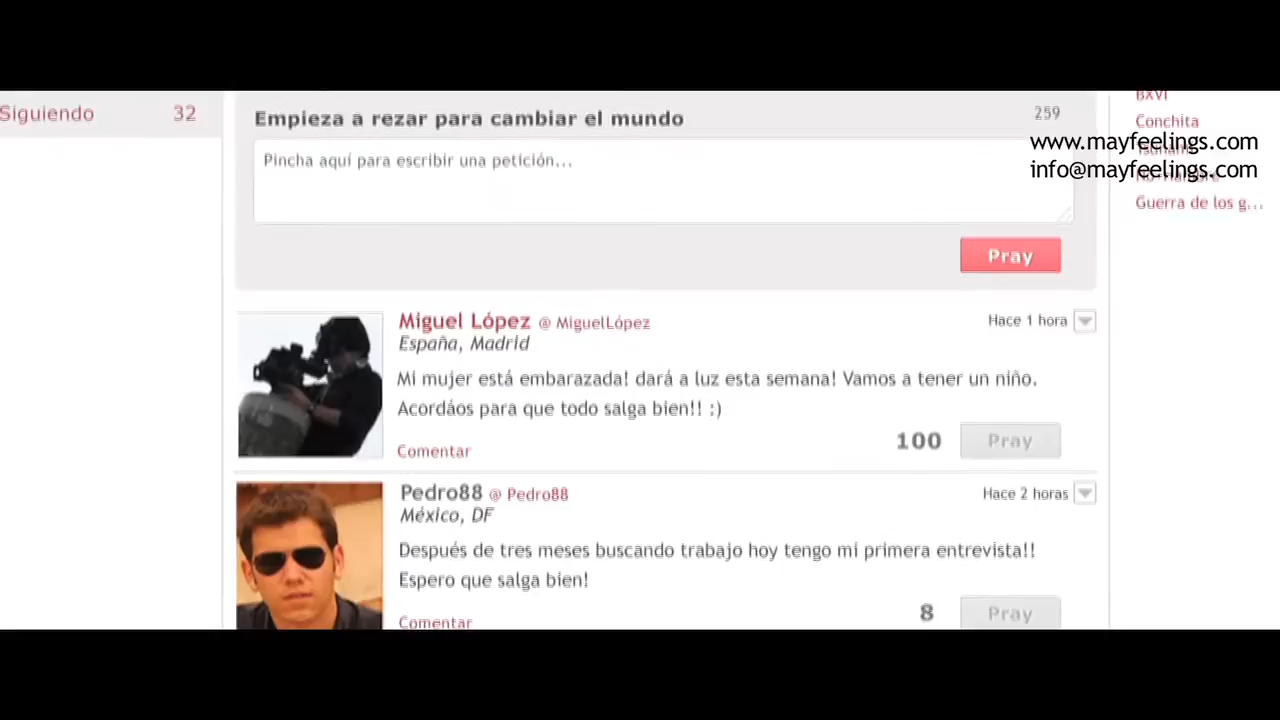 Siguiendo 32
Empieza a rezar para cambiar el mundo 259
Pincha aquí para escribir una petición...
Pray
BXVI
Conchita
www.mayfeelings.com
info@mayfeelings.com
Guerra de los g...
Miguel López @ MiguelLópez Hace 1 hora
España, Madrid
Mi mujer está embarazada! dará a luz esta semana! Vamos a tener un niño.
Acordáos para que todo salga bien!! :)
100 Pray
Comentar
Pedro88 @ Pedro88 Hace 2 horas
México, DF
Después de tres meses buscando trabajo hoy tengo mi primera entrevista!!
Espero que salga bien!
8 Pray
Comentar